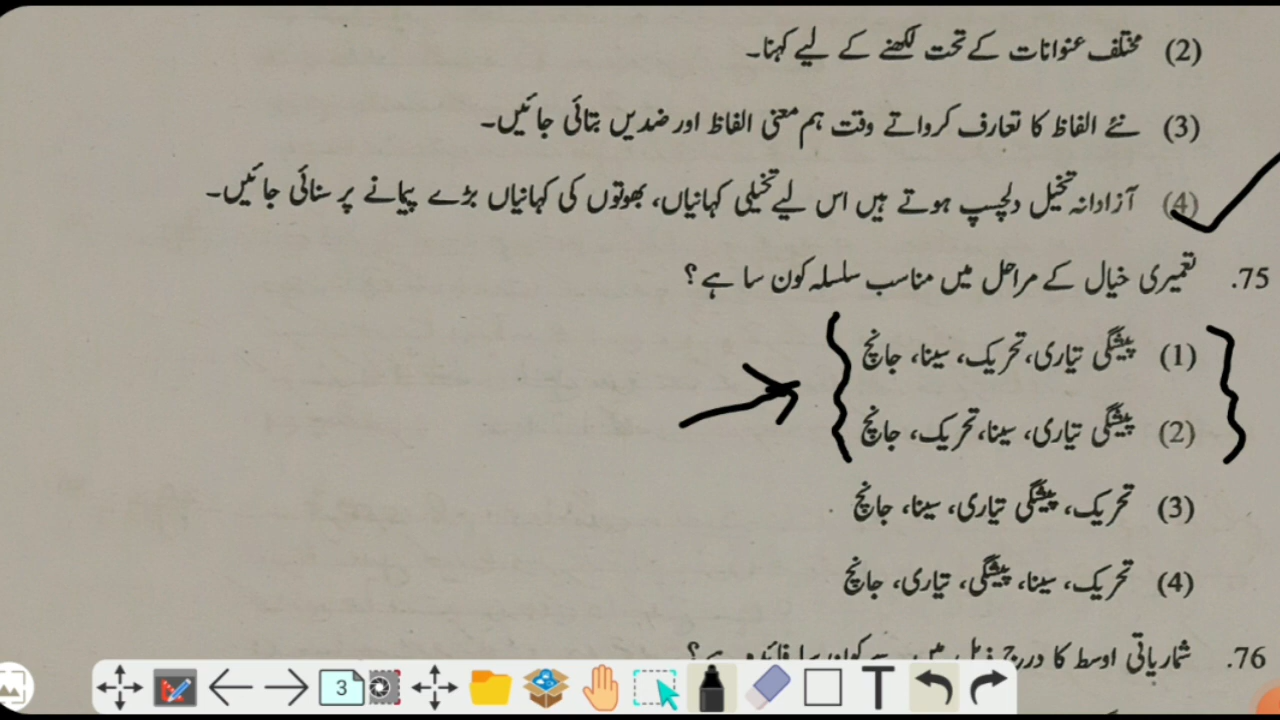 (2) مختلف عنوانات کے تحت لکھنے کے لیے کہنا۔
(3) نئے الفاظ کا تعارف کرواتے وقت ہم معنی الفاظ اور ضدیں بتائی جائیں۔
(4) آزادانہ تخیل دلچسپ ہوتے ہیں اس لیے تخیلی کہانیاں، بھوتوں کی کہانیاں بڑے پیمانے پر سنائی جائیں۔
75. تعمیری خیال کے مراحل میں مناسب سلسلہ کون سا ہے؟
(1) پیشگی تیاری، تحریک، سینا، جانچ
(2) پیشگی تیاری، سینا، تحریک، جانچ
(3) تحریک، پیشگی تیاری، سینا، جانچ
(4) تحریک، سینا، پیشگی، تیاری، جانچ
76. شماریاتی اوسط کا درج ہے؟
3
T